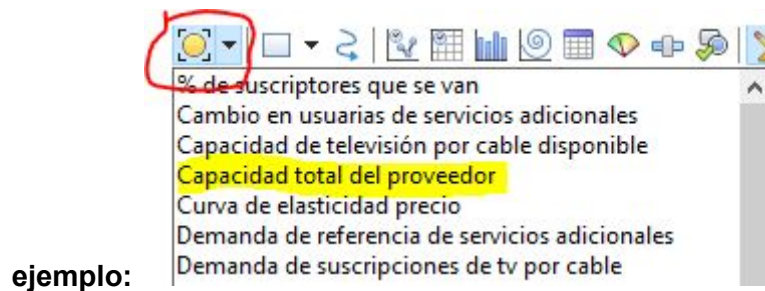 % de suscriptores que se van
Cambio en usuarias de servicios adicionales
Capacidad de televisión por cable disponible
Capacidad total del proveedor
Curva de elasticidad precio
Demanda de referencia de servicios adicionales
ejemplo: Demanda de suscripciones de tv por cable